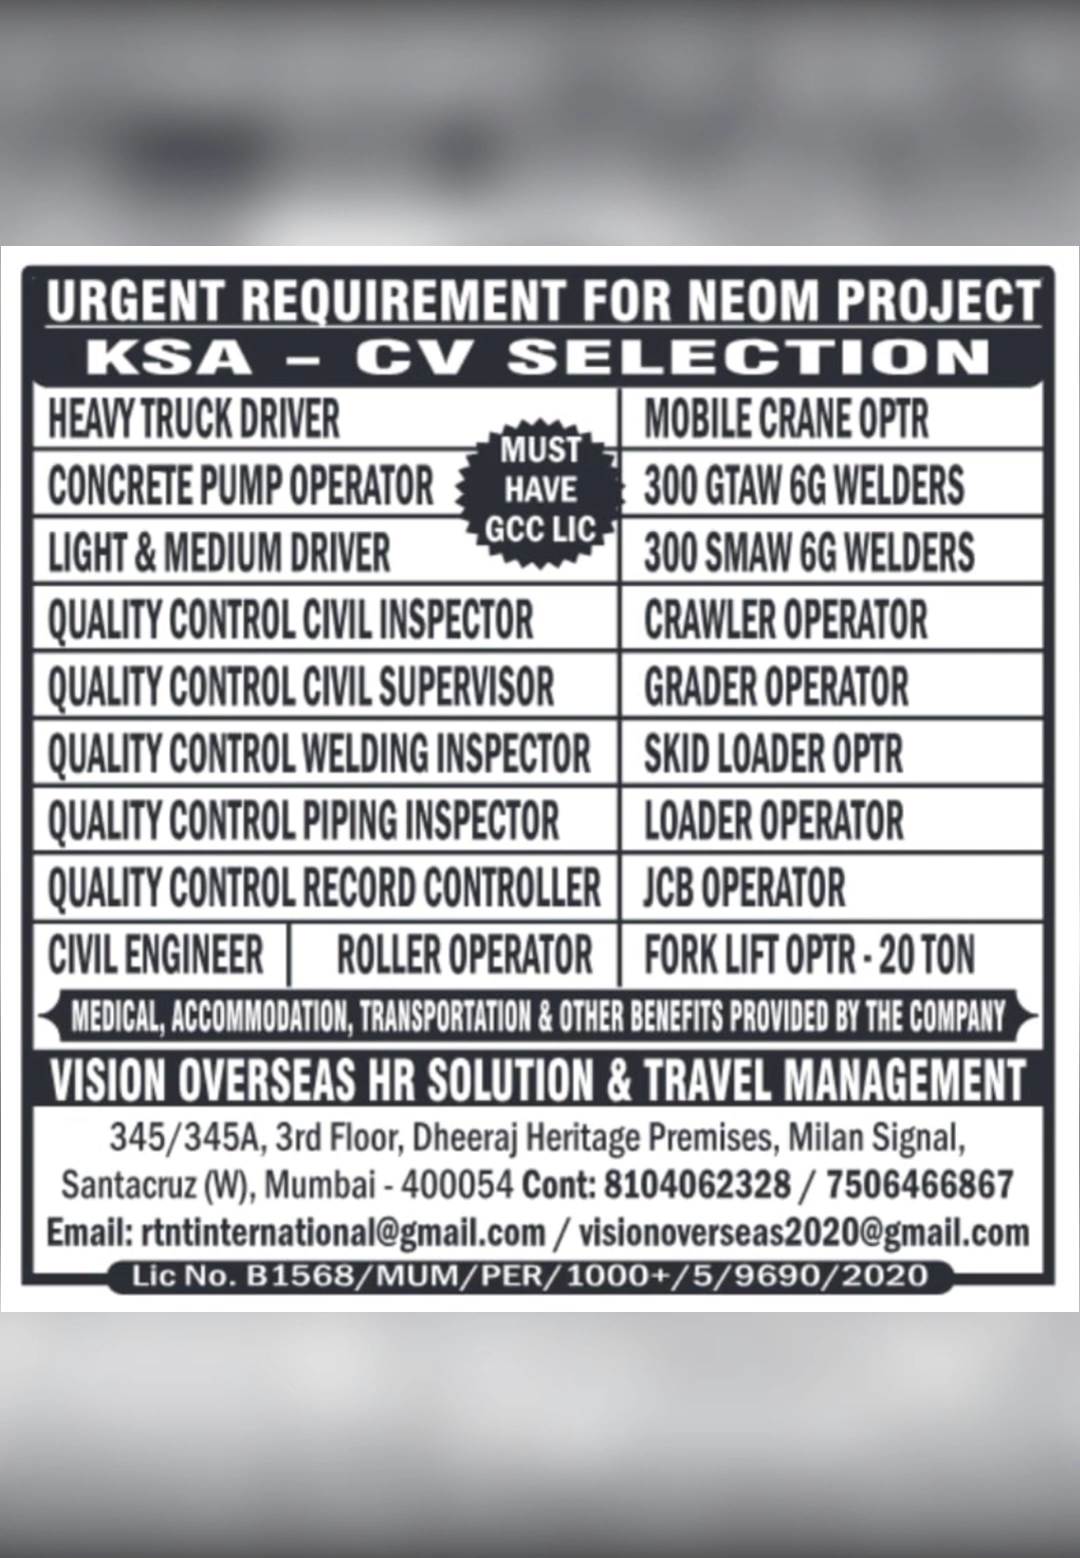 URGENT REQUIREMENT FOR NEOM PROJECT
KSA – CV SELECTION
HEAVY TRUCK DRIVER
CONCRETE PUMP OPERATOR
LIGHT & MEDIUM DRIVER
MUST
HAVE
GCC LIC
QUALITY CONTROL CIVIL INSPECTOR
QUALITY CONTROL CIVIL SUPERVISOR
QUALITY CONTROL WELDING INSPECTOR
QUALITY CONTROL PIPING INSPECTOR
QUALITY CONTROL RECORD CONTROLLER
CIVIL ENGINEER
ROLLER OPERATOR
MOBILE CRANE OPTR
300 GTAW 6G WELDERS
300 SMAW 6G WELDERS
CRAWLER OPERATOR
GRADER OPERATOR
SKID LOADER OPTR
LOADER OPERATOR
JCB OPERATOR
FORK LIFT OPTR - 20 TON
MEDICAL, ACCOMMODATION, TRANSPORTATION & OTHER BENEFITS PROVIDED BY THE COMPANY
VISION OVERSEAS HR SOLUTION & TRAVEL MANAGEMENT
345/345A, 3rd Floor, Dheeraj Heritage Premises, Milan Signal,
Santacruz (W), Mumbai - 400054 Cont: 8104062328 / 7506466867
Email: rtntinternational@gmail.com / visionoverseas2020@gmail.com
Lic No. B1568/MUM/PER/1000+/5/9690/2020